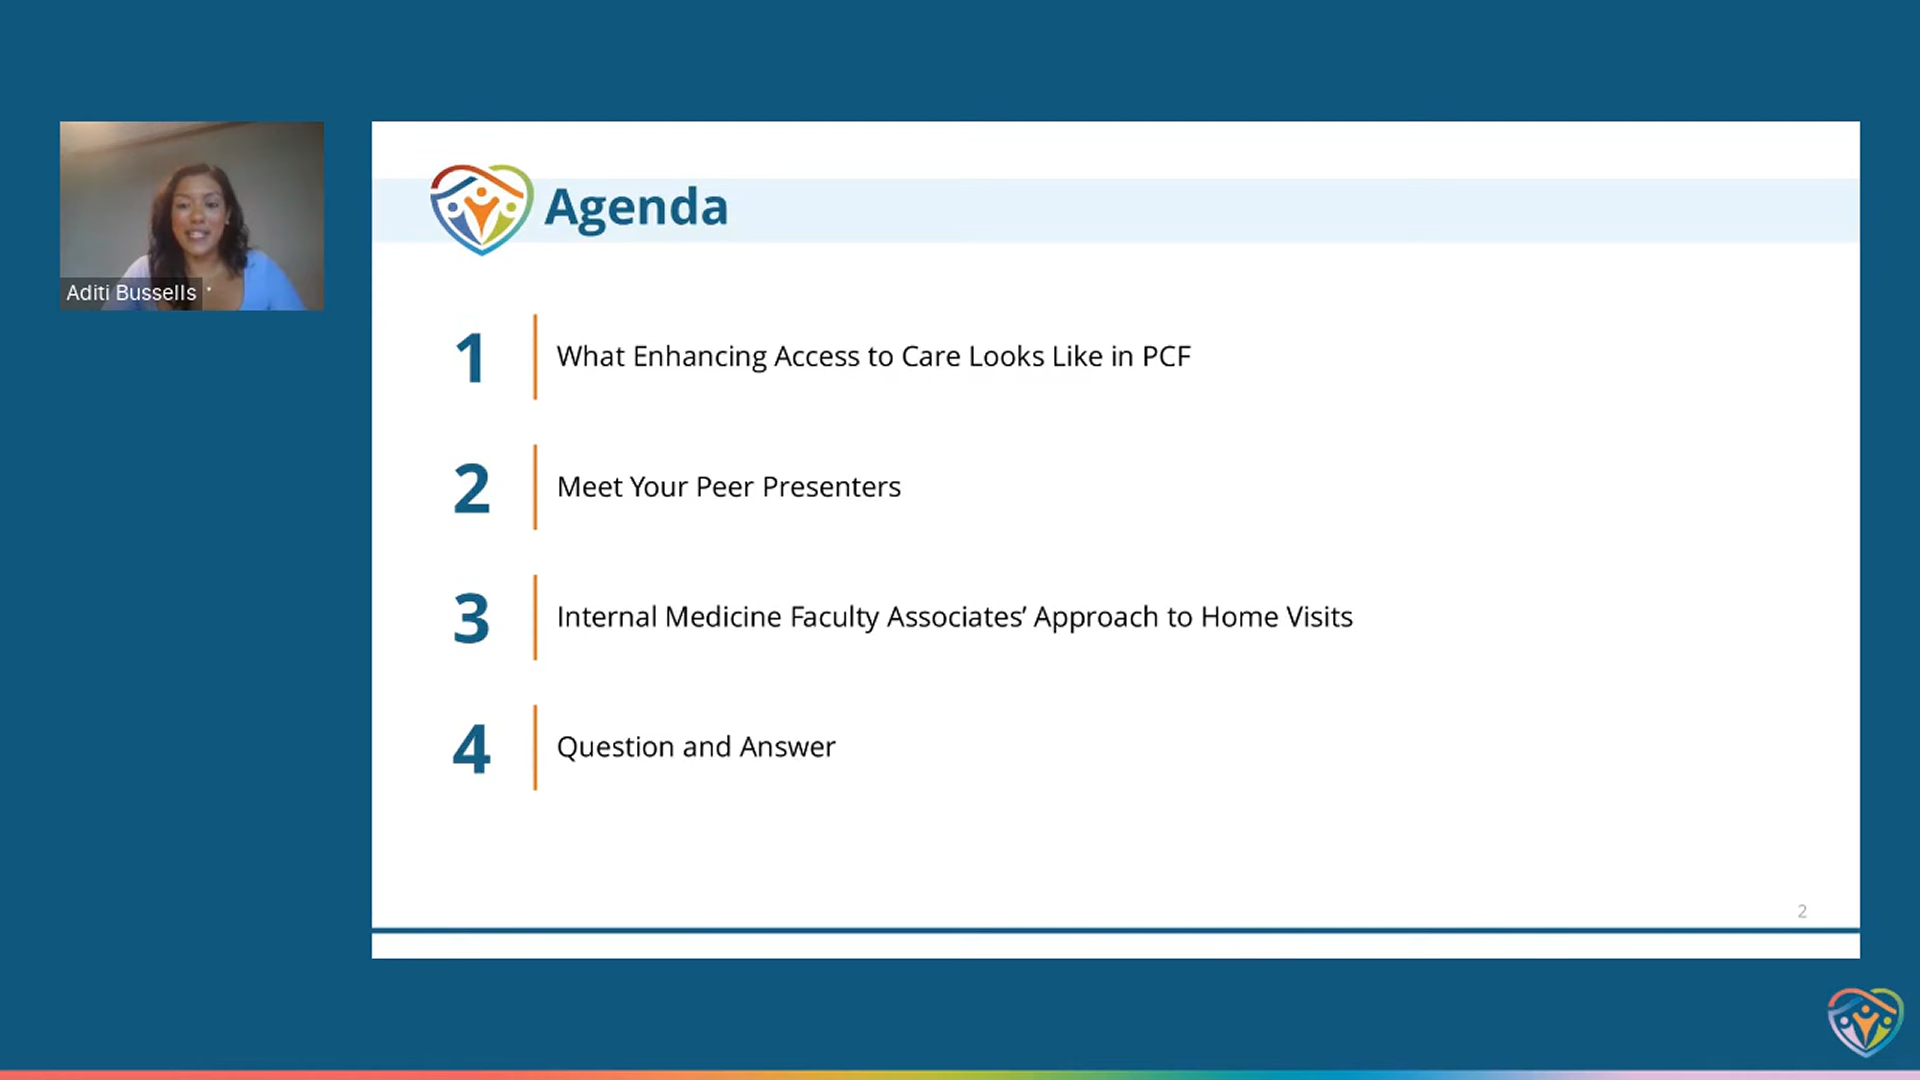 Aditi Bussells
Agenda
1
What Enhancing Access to Care Looks Like in PCF
2
Meet Your Peer Presenters
3
Internal Medicine Faculty Associates’ Approach to Home Visits
4
Question and Answer
2